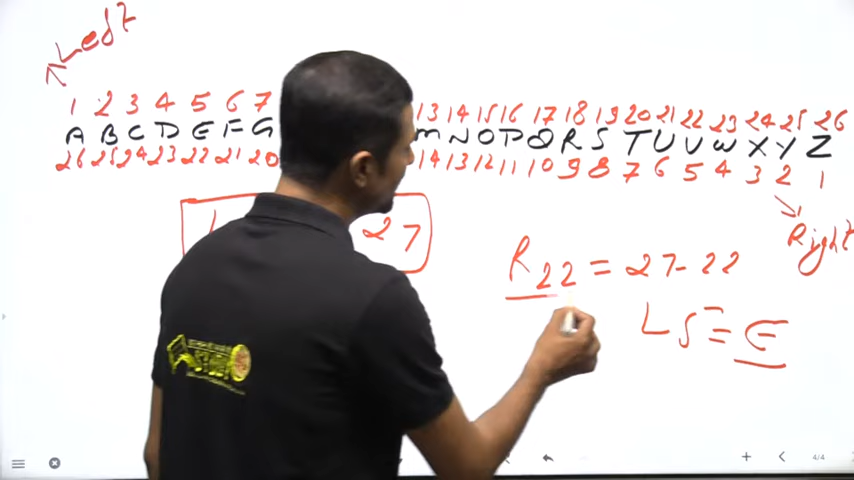 Left
1 2 3 4 5 6 7 13 14 15 16 17 18 19 20 21 22 23 24 25 26
A B C D E F G M N O P Q R S T U V W X Y Z
26 25 24 23 22 21 20 14 13 12 11 10 9 8 7 6 5 4 3 2 1
Right
27
R22 = 27-22
L5 = E
4/4